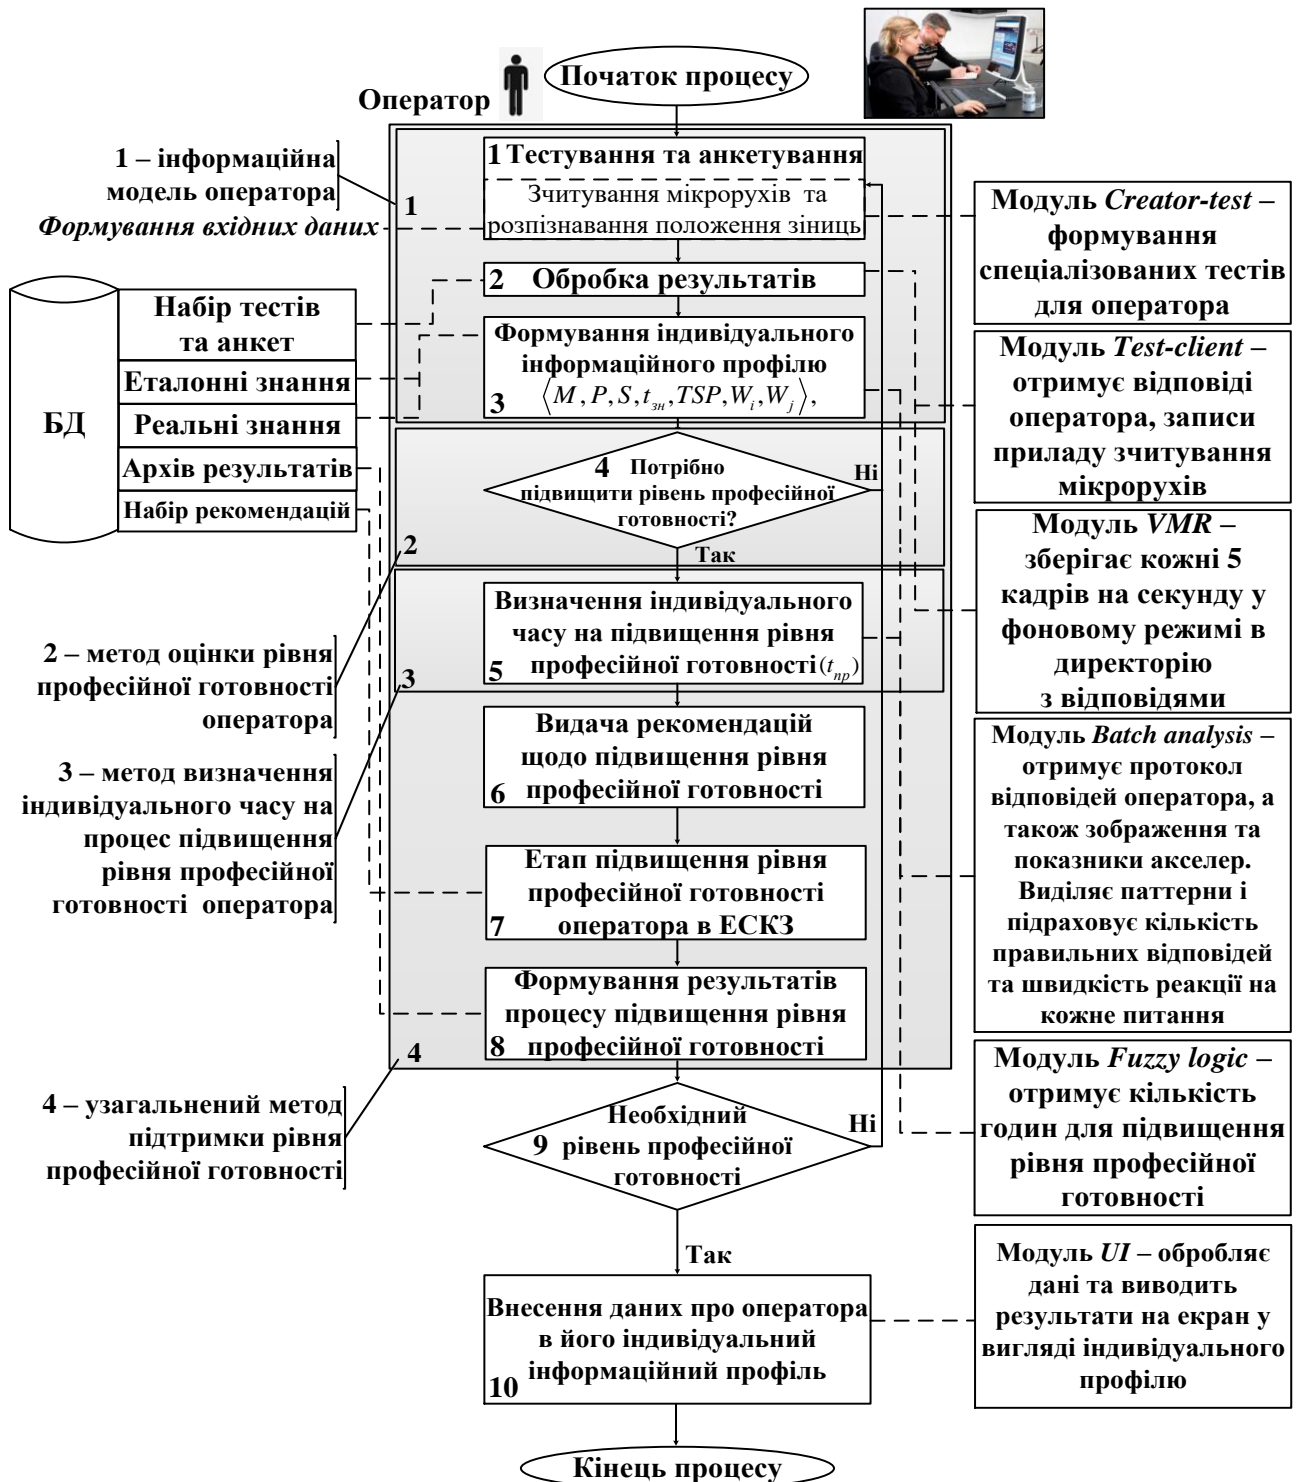 Початок процесу
Оператор
1 – інформаційна
модель оператора
Формування вхідних даних
1
1 Тестування та анкетування
Зчитування мікрорухів та
розпізнавання положення зіниць
2 Обробка результатів
Формування індивідуального
інформаційного профілю
3 ⟨M, P, S, t_зн, TSP, W_i, W_j⟩,
БД
Набір тестів
та анкет
Еталонні знання
Реальні знання
Архів результатів
Набір рекомендацій
4 Потрібно
підвищити рівень професійної
готовності?
Ні
Так
2
2 – метод оцінки рівня
професійної готовності
оператора
Визначення індивідуального
часу на підвищення рівня
5 професійної готовності (t_пр)
3
3 – метод визначення
індивідуального часу на
процес підвищення
рівня професійної
готовності оператора
Видача рекомендацій
щодо підвищення рівня
6 професійної готовності
Етап підвищення рівня
професійної готовності
7 оператора в ЕСКЗ
Формування результатів
процесу підвищення рівня
8 професійної готовності
4
4 – узагальнений метод
підтримки рівня
професійної готовності
Необхідний
9 рівень професійної
готовності
Ні
Так
Внесення даних про оператора
в його індивідуальний
інформаційний профіль
10
Кінець процесу
Модуль Creator-test –
формування
спеціалізованих тестів
для оператора
Модуль Test-client –
отримує відповіді
оператора, записи
приладу зчитування
мікрорухів
Модуль VMR –
зберігає кожні 5
кадрів на секунду у
фоновому режимі в
директорію
з відповідями
Модуль Batch analysis –
отримує протокол
відповідей оператора, а
також зображення та
показники акселер.
Виділяє паттерни і
підраховує кількість
правильних відповідей
та швидкість реакції на
кожне питання
Модуль Fuzzy logic –
отримує кількість
годин для підвищення
рівня професійної
готовності
Модуль UI – обробляє
дані та виводить
результати на екран у
вигляді індивідуального
профілю